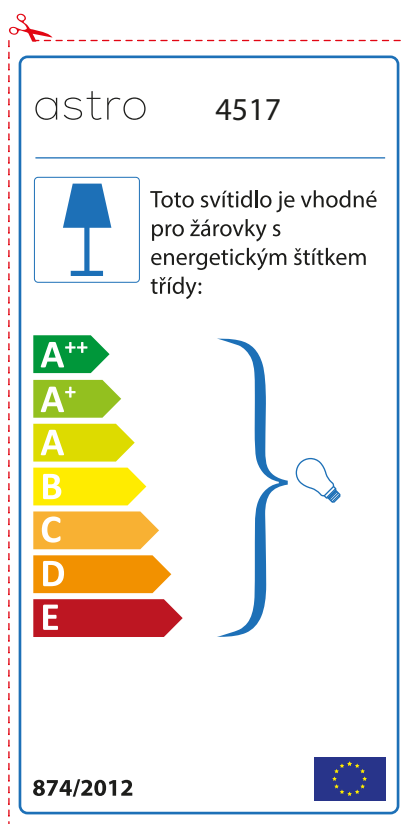 astro 4517
Toto svítidlo je vhodné
pro žárovky s
energetickým štítkem
třídy:
A++
A+
A
B
C
D
E
874/2012